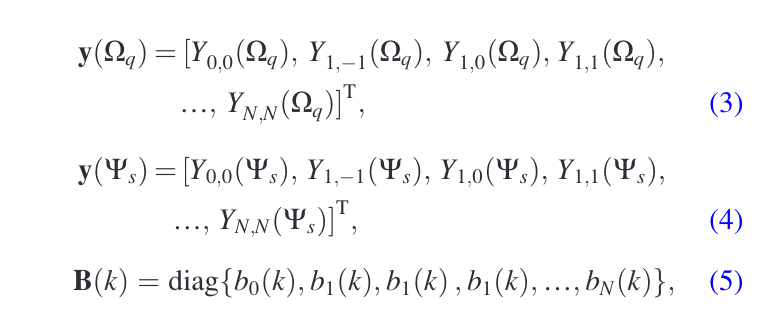 y(Ω_q) = [Y_{0,0}(Ω_q), Y_{1,−1}(Ω_q), Y_{1,0}(Ω_q), Y_{1,1}(Ω_q),
…, Y_{N,N}(Ω_q)]^T, (3)
y(Ψ_s) = [Y_{0,0}(Ψ_s), Y_{1,−1}(Ψ_s), Y_{1,0}(Ψ_s), Y_{1,1}(Ψ_s),
…, Y_{N,N}(Ψ_s)]^T, (4)
B(k) = diag{b_0(k), b_1(k), b_1(k) , b_1(k), …, b_N(k)}, (5)